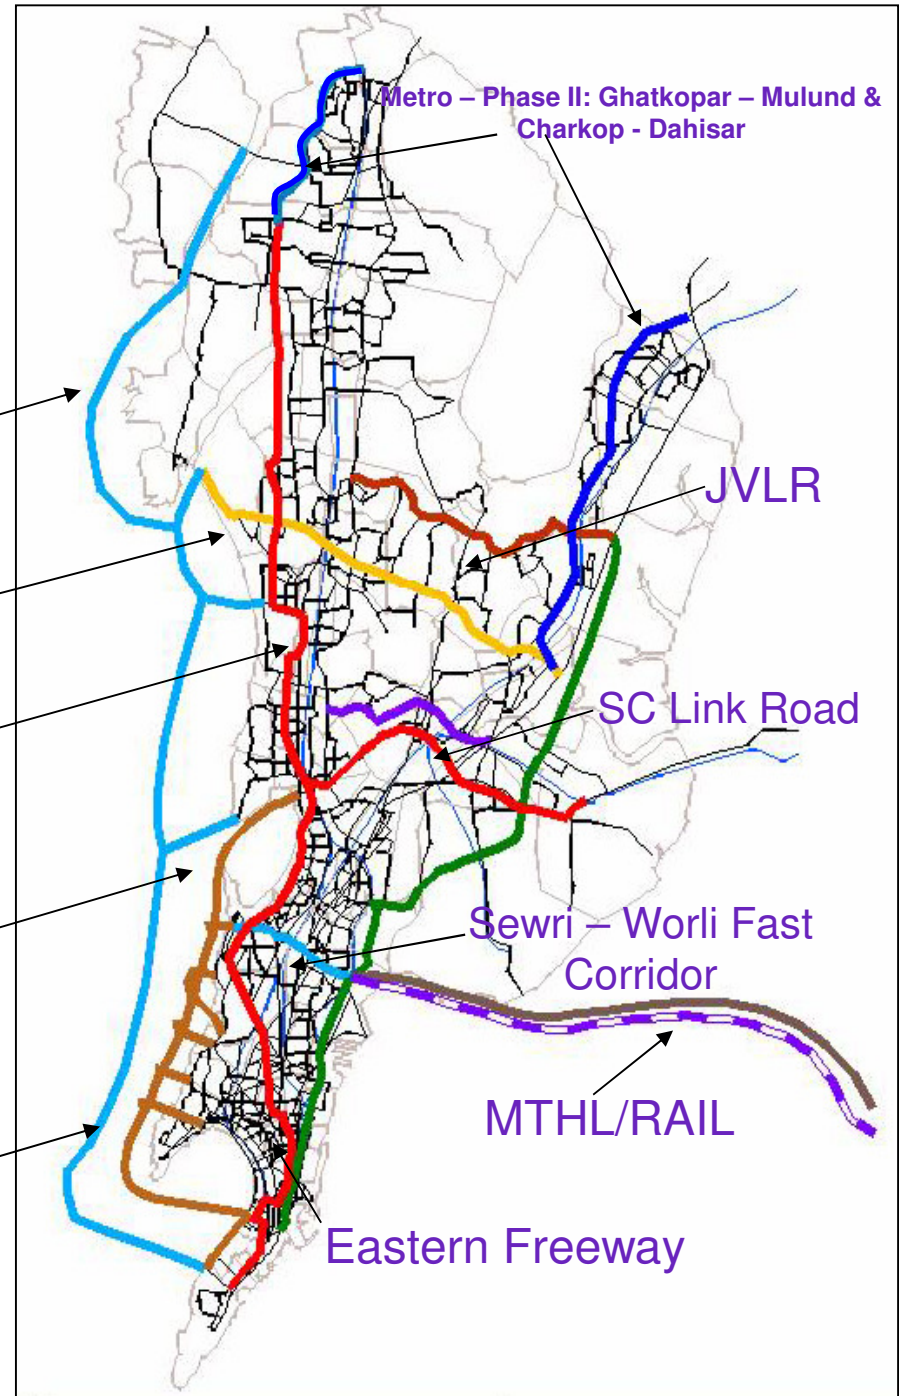 Metro – Phase II: Ghatkopar – Mulund &
Charkop - Dahisar
JVLR
SC Link Road
Sewri – Worli Fast
Corridor
MTHL/RAIL
Eastern Freeway